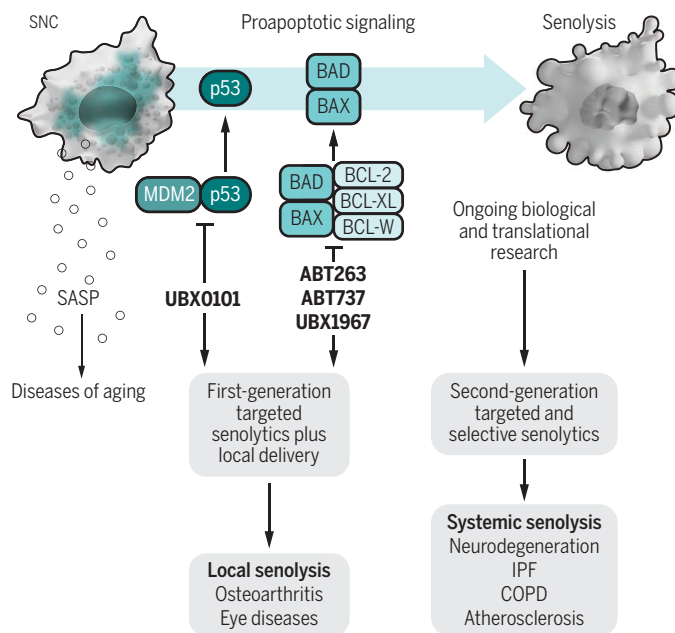 SNC
Proapoptotic signaling
Senolysis
p53
BAD
BAX
MDM2
p53
BAD
BAX
BCL-2
BCL-XL
BCL-W
Ongoing biological
and translational
research
SASP
UBX0101
ABT263
ABT737
UBX1967
Diseases of aging
First-generation
targeted
senolytics plus
local delivery
Second-generation
targeted and
selective senolytics
Local senolysis
Osteoarthritis
Eye diseases
Systemic senolysis
Neurodegeneration
IPF
COPD
Atherosclerosis